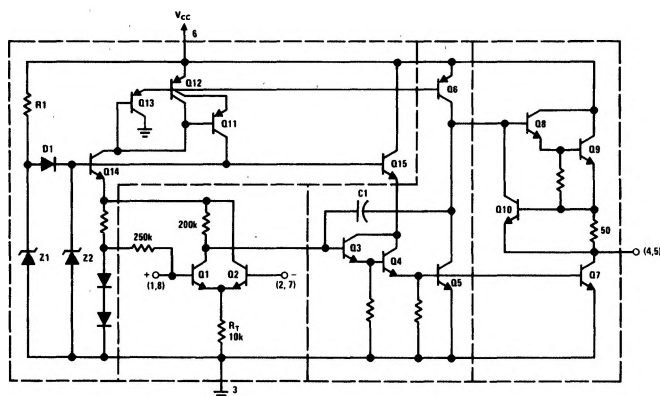 VCC
6
Q12
Q13
Q6
R1
Q11
Q8
D1
Q9
Q14
Q15
C1
200k
Q10
50
250k
Q3
(4,5)
Z1
Z2
+
Q1
Q2
−
Q4
Q5
Q7
(1,8)
(2, 7)
RT
10k
3